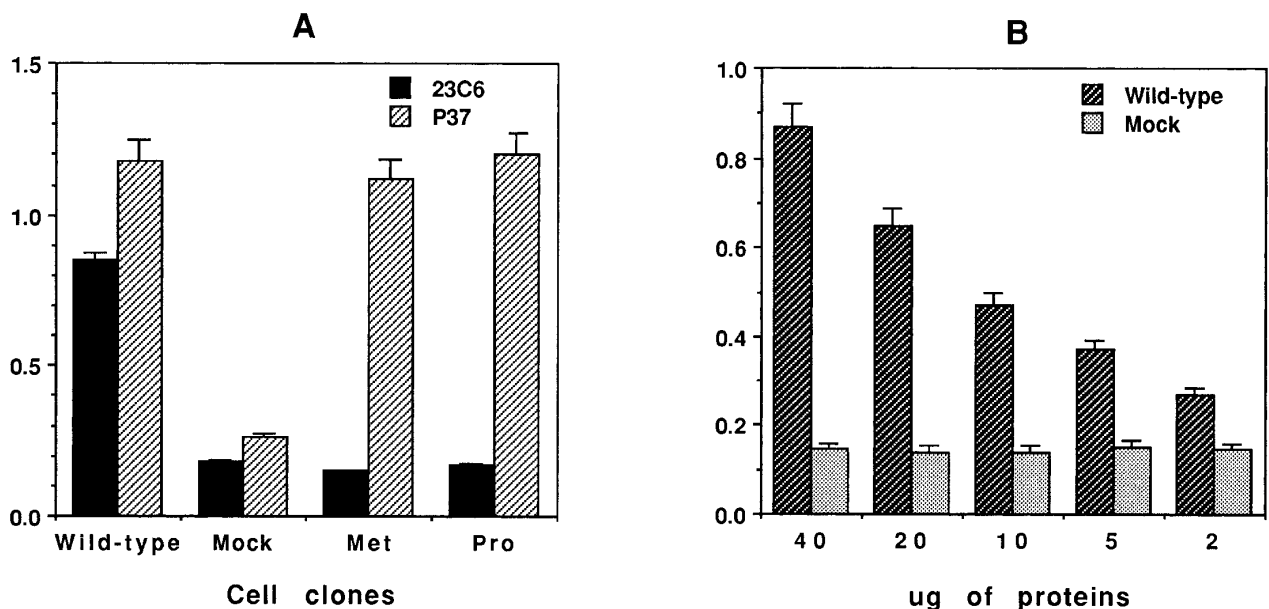 A
1.5
1.0
0.5
0.0
23C6
P37
Wild-type Mock Met Pro
Cell clones
B
1.0
0.8
0.6
0.4
0.2
0.0
Wild-type
Mock
40 20 10 5 2
ug of proteins